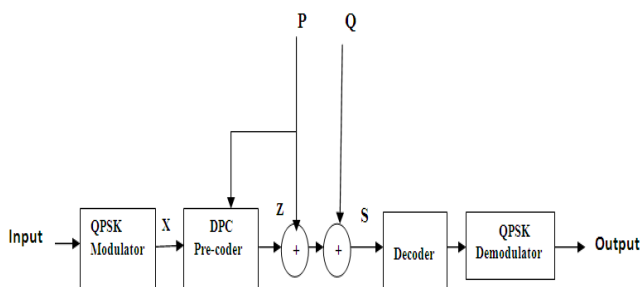 P Q
Z
S
X
QPSK
Modulator
DPC
Pre-coder
Input
+
+
Decoder
QPSK
Demodulator
Output